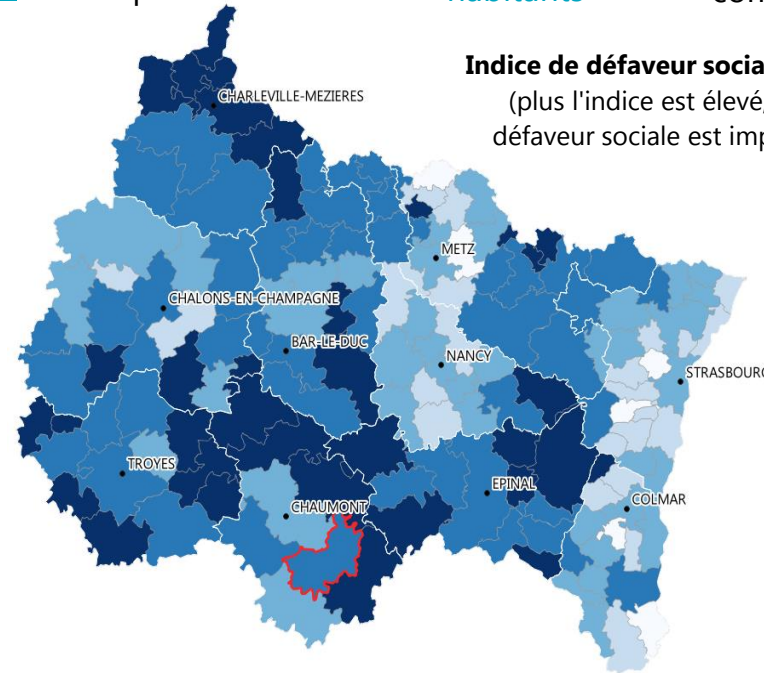 habitants
Indice de défaveur socia
(plus l'indice est élevé,
défaveur sociale est imp
CHARLEVILLE-MEZIERES
METZ
CHALONS-EN-CHAMPAGNE
BAR-LE-DUC
NANCY
STRASBOURG
TROYES
EPINAL
CHAUMONT
COLMAR